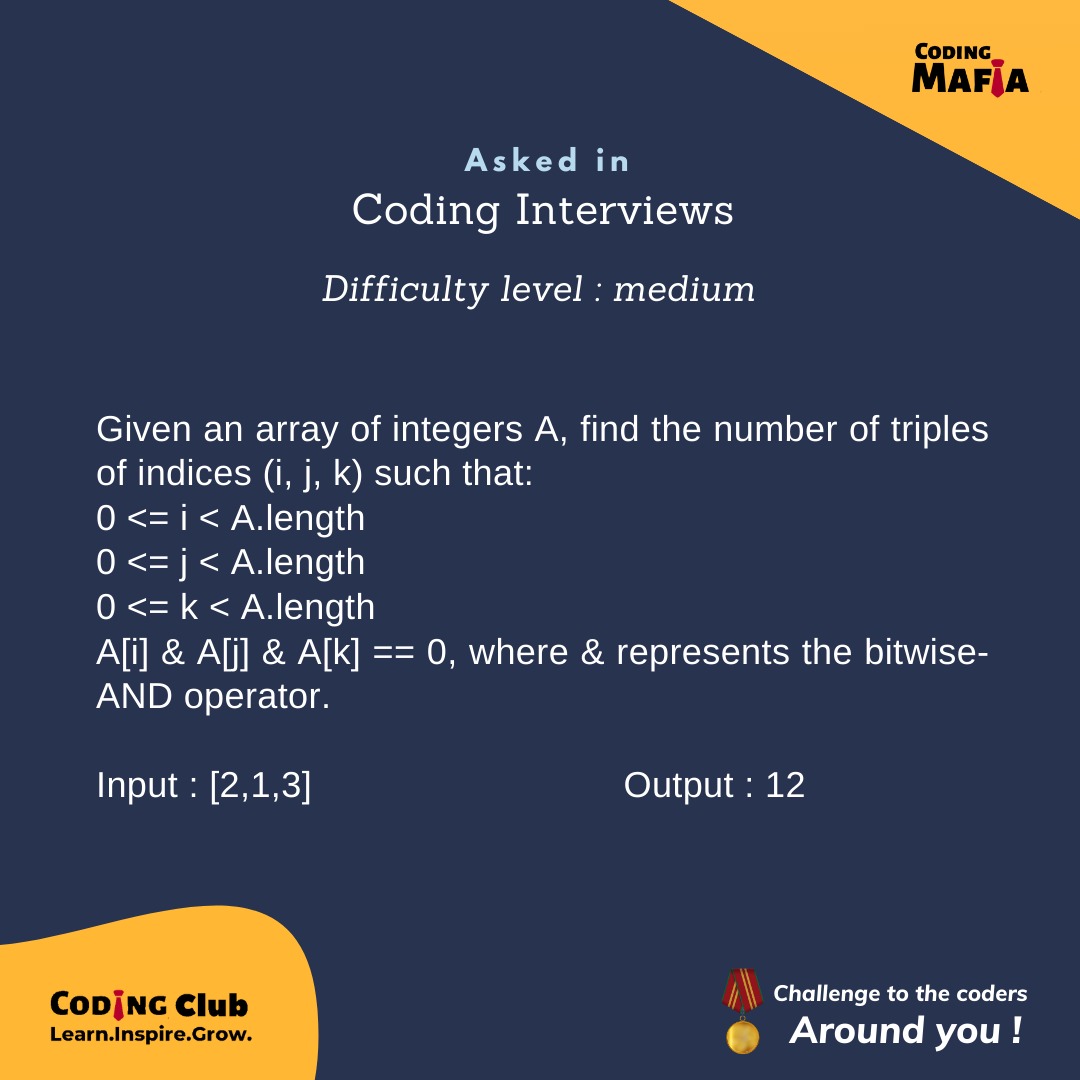 CODING
MAFIA
Asked in
Coding Interviews
Difficulty level : medium
Given an array of integers A, find the number of triples
of indices (i, j, k) such that:
0 <= i < A.length
0 <= j < A.length
0 <= k < A.length
A[i] & A[j] & A[k] == 0, where & represents the bitwise-
AND operator.
Input : [2,1,3] Output : 12
CODING Club
Learn.Inspire.Grow.
Challenge to the coders
Around you !